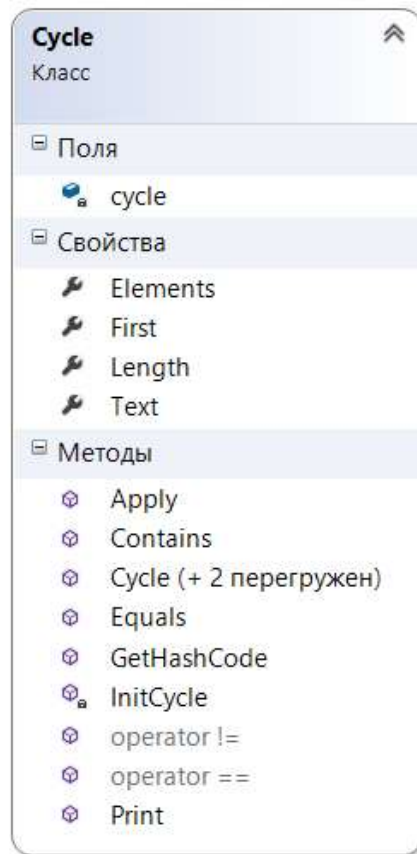 Cycle
Класс
Поля
cycle
Свойства
Elements
First
Length
Text
Методы
Apply
Contains
Cycle (+ 2 перегружен)
Equals
GetHashCode
InitCycle
operator !=
operator ==
Print